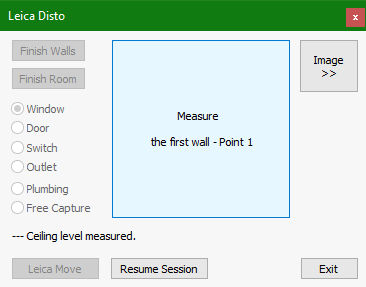 Leica Disto
x
Finish Walls
Finish Room
Image
>>
Window
Door
Switch
Outlet
Plumbing
Free Capture
Measure
the first wall - Point 1
--- Ceiling level measured.
Leica Move
Resume Session
Exit